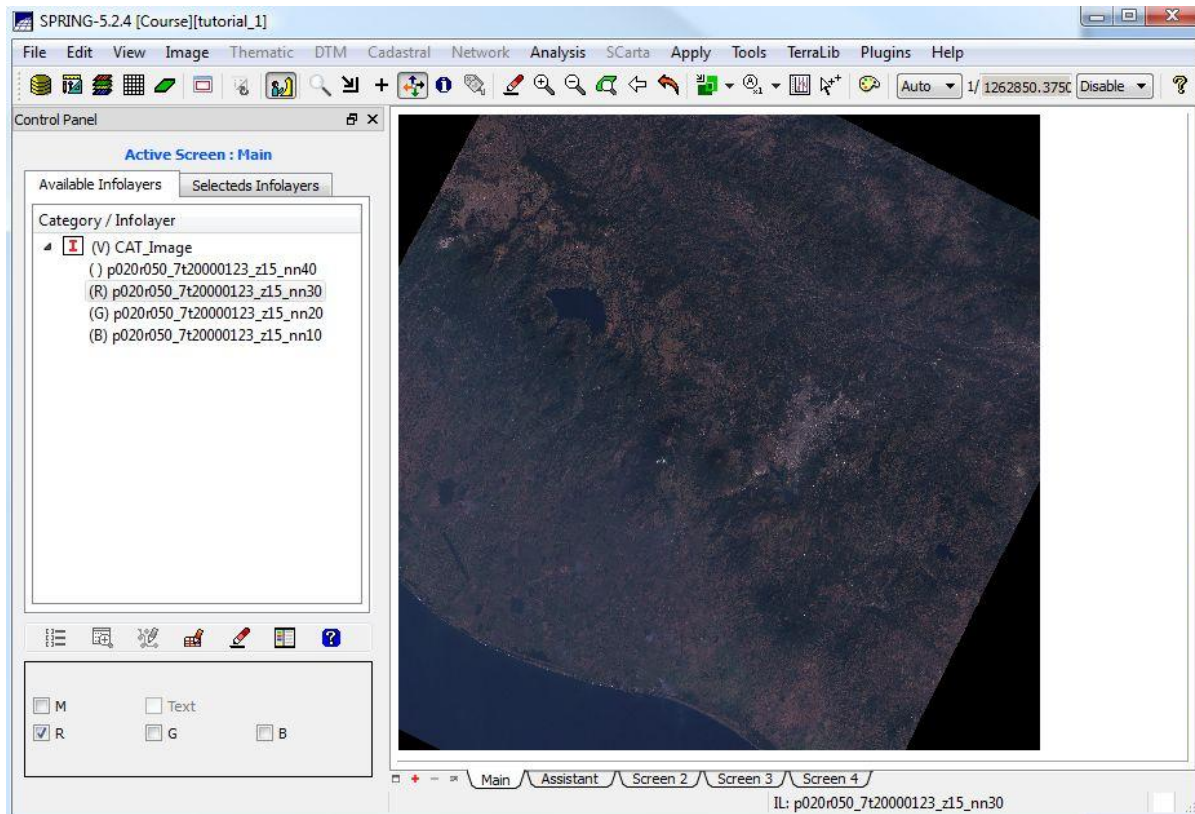 SPRING-5.2.4 [Course][tutorial_1]
File Edit View Image Thematic DTM Cadastral Network Analysis SCarta Apply Tools TerraLib Plugins Help
Auto 1/ 1262850.3750 Disable
Control Panel
Active Screen : Main
Available Infolayers Selecteds Infolayers
Category / Infolayer
I (V) CAT_Image
( ) p020r050_7t20000123_z15_nn40
(R) p020r050_7t20000123_z15_nn30
(G) p020r050_7t20000123_z15_nn20
(B) p020r050_7t20000123_z15_nn10
M Text
R G B
Main Assistant Screen 2 Screen 3 Screen 4
IL: p020r050_7t20000123_z15_nn30